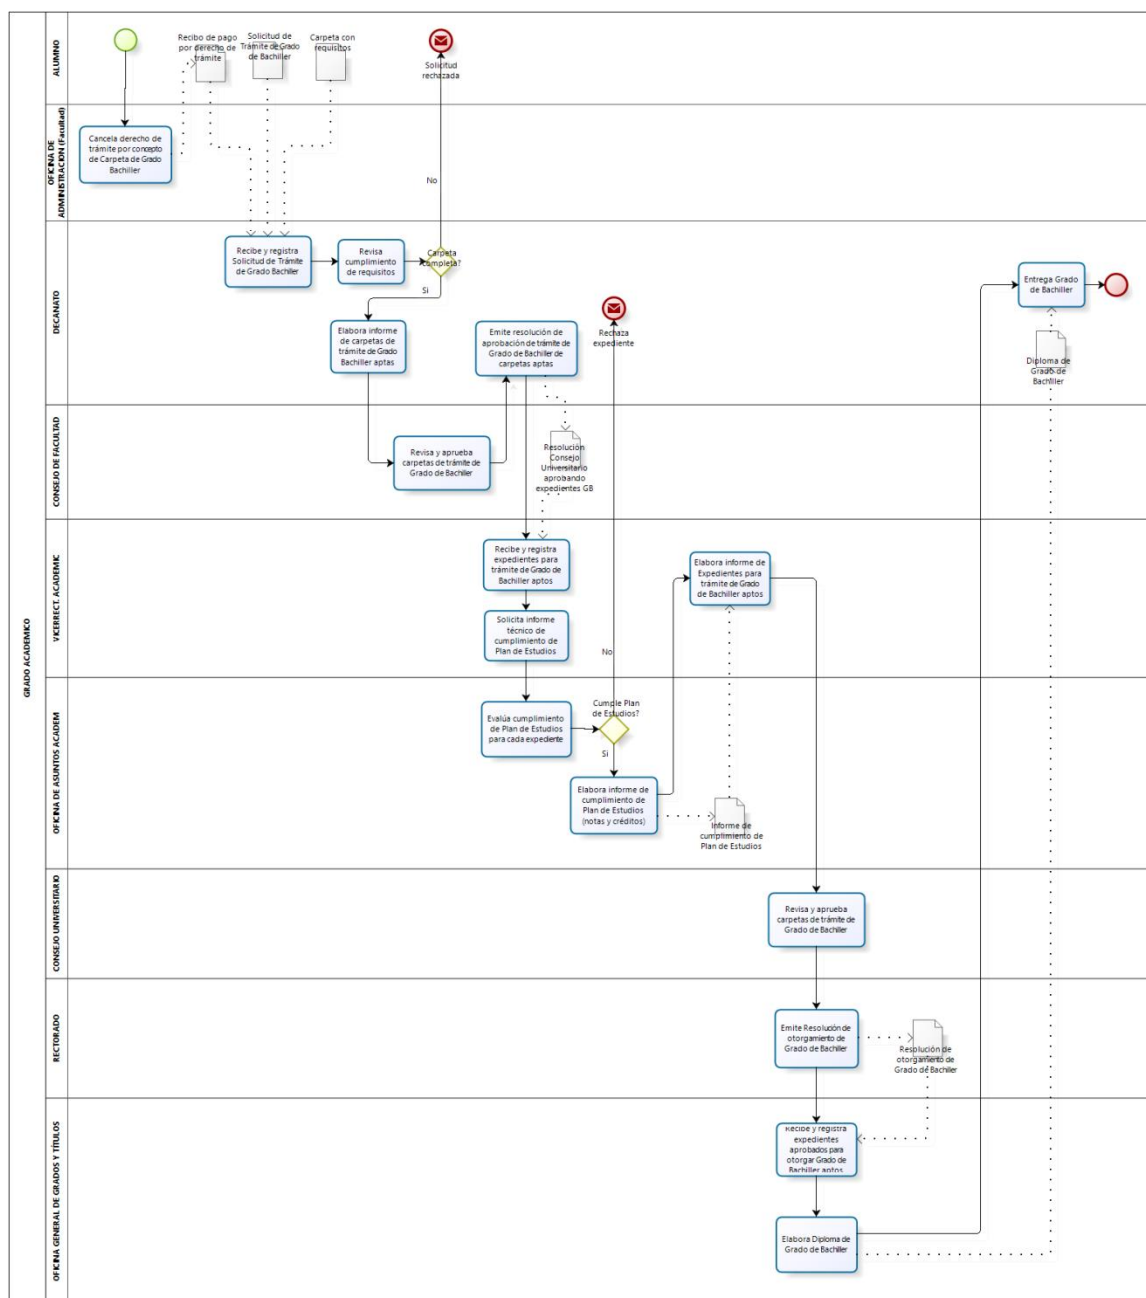 GRADO ACADEMICO
ALUMNO
Recibo de pago
por derecho de
trámite
Solicitud de
Trámite de Grado
de Bachiller
Carpeta con
requisitos
Solicitud
rechazada
OFICINA DE
ADMINISTRACION (Facultad)
Cancela derecho de
trámite por concepto
de Carpeta de Grado
Bachiller
No
DECANATO
Recibe y registra
Solicitud de Trámite
de Grado Bachiller
Revisa
cumplimiento
de requisitos
Carpeta
completa?
Si
Elabora informe
de carpetas de
trámite de Grado
Bachiller aptas
Emite resolución de
aprobación de trámite de
Grado de Bachiller de
carpetas aptas
Rechaza
expediente
Entrega Grado
de Bachiller
Diploma de
Grado de
Bachiller
CONSEJO DE FACULTAD
Revisa y aprueba
carpetas de trámite de
Grado de Bachiller
Resolución
Consejo
Universitario
aprobando
expedientes GB
VICERRECT. ACADEMIC
Recibe y registra
expedientes para
trámite de Grado de
Bachiller aptos
Solicita informe
técnico de
cumplimiento de
Plan de Estudios
Elabora informe de
Expedientes para
trámite de Grado
de Bachiller aptos
No
OFICINA DE ASUNTOS ACADEM
Evalúa cumplimiento
de Plan de Estudios
para cada expediente
Cumple Plan
de Estudios?
Si
Elabora informe de
cumplimiento de
Plan de Estudios
(notas y créditos)
Informe de
cumplimiento de
Plan de Estudios
CONSEJO UNIVERSITARIO
Revisa y aprueba
carpetas de trámite de
Grado de Bachiller
RECTORADO
Emite Resolución de
otorgamiento de
Grado de Bachiller
Resolución de
otorgamiento de
Grado de Bachiller
OFICINA GENERAL DE GRADOS Y TÍTULOS
Recibe y registra
expedientes
aprobados para
otorgar Grado de
Bachiller aptos
Elabora Diploma de
Grado de Bachiller